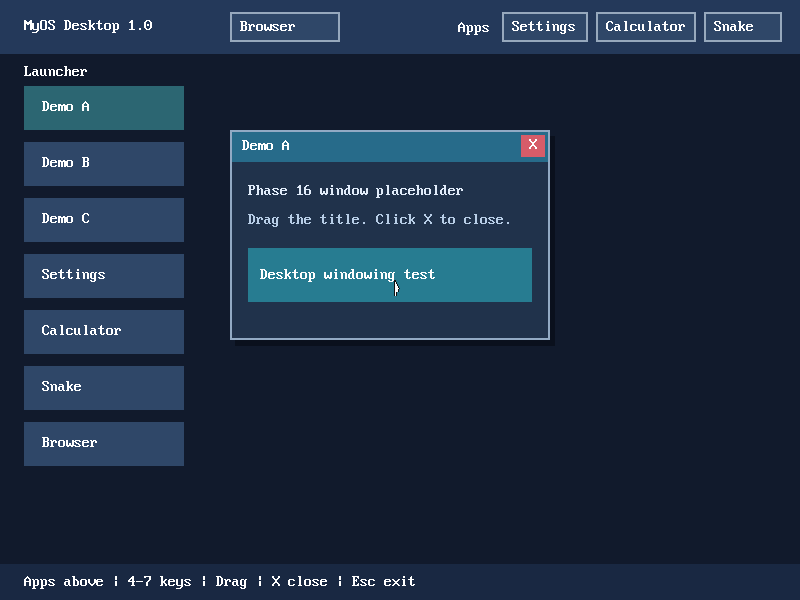 MyOS Desktop 1.0
Browser
Apps
Settings
Calculator
Snake
Launcher
Demo A
Demo B
Demo C
Settings
Calculator
Snake
Browser
Demo A
X
Phase 16 window placeholder
Drag the title. Click X to close.
Desktop windowing test
Apps above | 4-7 keys | Drag | X close | Esc exit